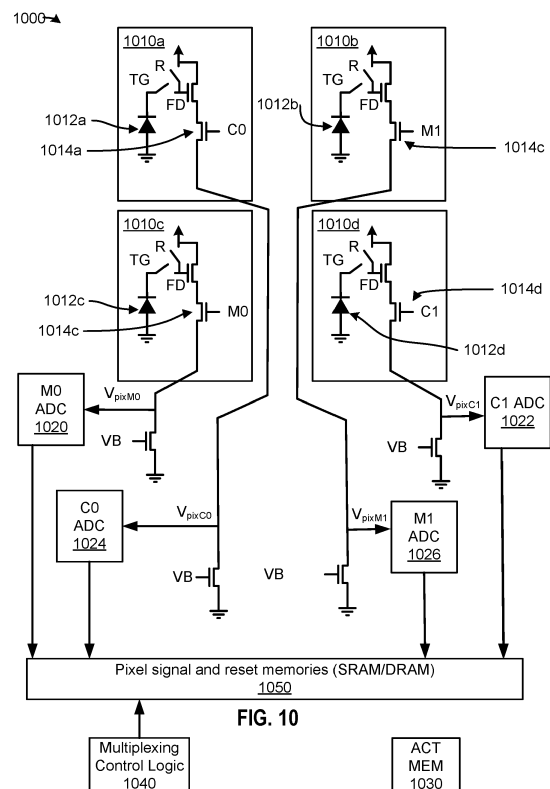 1000
1010a
R
TG
FD
1012a
C0
1014a
1010b
R
TG
FD
1012b
M1
1014c
1010c
R
TG
FD
1012c
M0
1014c
1010d
R
TG
FD
1014d
C1
1012d
M0
ADC
1020
VpixM0
VB
VpixC1
C1 ADC
1022
VB
C0
ADC
1024
VpixC0
VB
VpixM1
M1
ADC
1026
VB
Pixel signal and reset memories (SRAM/DRAM)
1050
FIG. 10
Multiplexing
Control Logic
1040
ACT
MEM
1030